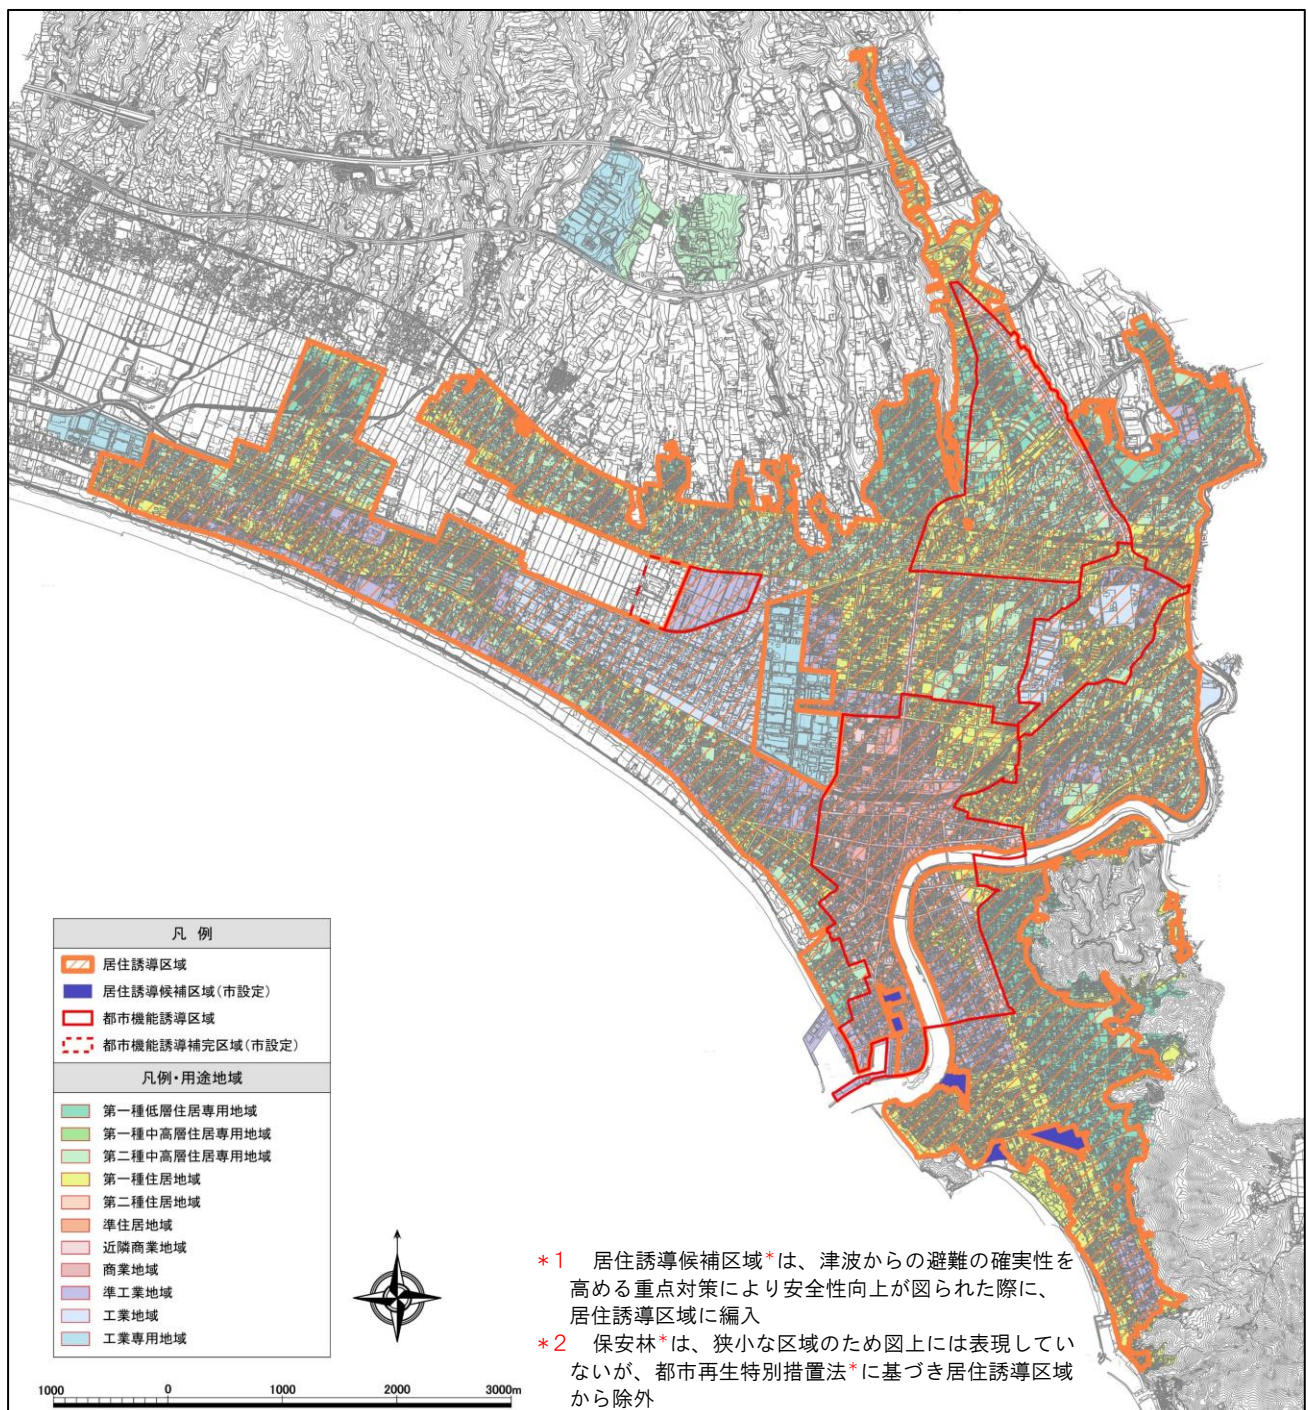 凡 例
居住誘導区域
居住誘導候補区域(市設定)
都市機能誘導区域
都市機能誘導補完区域(市設定)
凡例・用途地域
第一種低層住居専用地域
第一種中高層住居専用地域
第二種中高層住居専用地域
第一種住居地域
第二種住居地域
準住居地域
近隣商業地域
商業地域
準工業地域
工業地域
工業専用地域
1000 0 1000 2000 3000m
*1 居住誘導候補区域*は、津波からの避難の確実性を
高める重点対策により安全性向上が図られた際に、
居住誘導区域に編入
*2 保安林*は、狭小な区域のため図上には表現してい
ないが、都市再生特別措置法*に基づき居住誘導区域
から除外